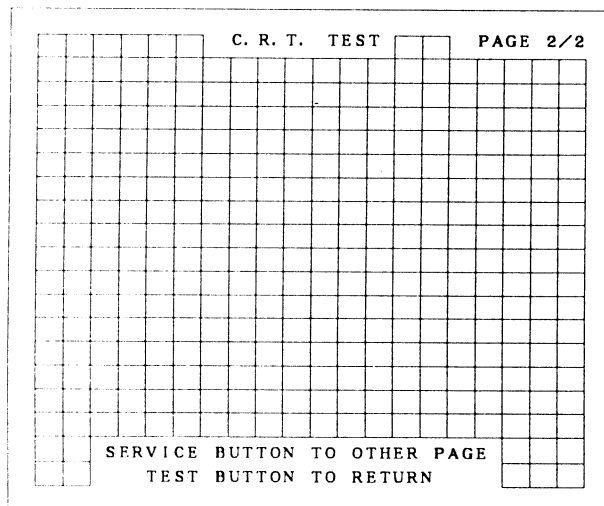 C. R. T. TEST PAGE 2/2
SERVICE BUTTON TO OTHER PAGE
TEST BUTTON TO RETURN